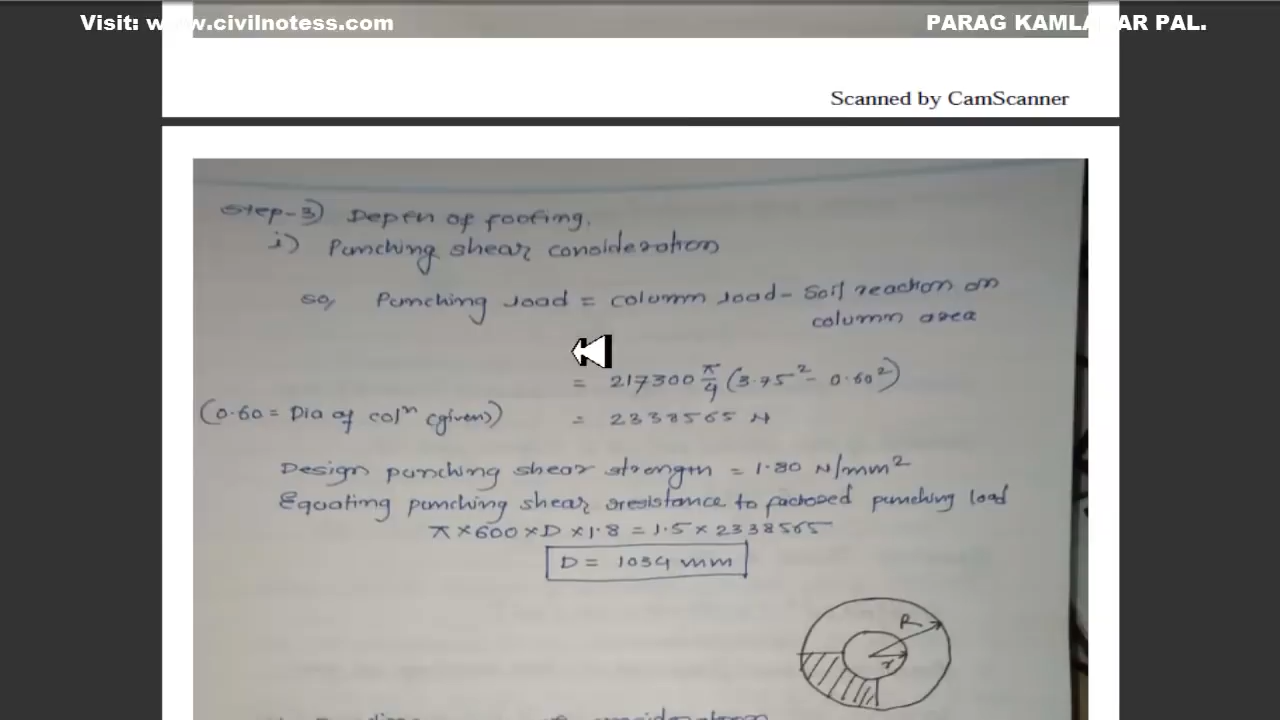 Visit: www.civilnotess.com
PARAG KAMLAKAR PAL.
Scanned by CamScanner
Step-3) Depth of footing.
i) Punching shear consideration
so, Punching load = column load - soil reaction on
column area
= 217300 π/4 (3.75² - 0.60²)
(0.60 = Dia of colⁿ (given))
= 2338565 N
Design punching shear strength = 1.80 N/mm²
Equating punching shear resistance to factored punching load
π × 600 × D × 1.8 = 1.5 × 2338565
D = 1034 mm
R
r